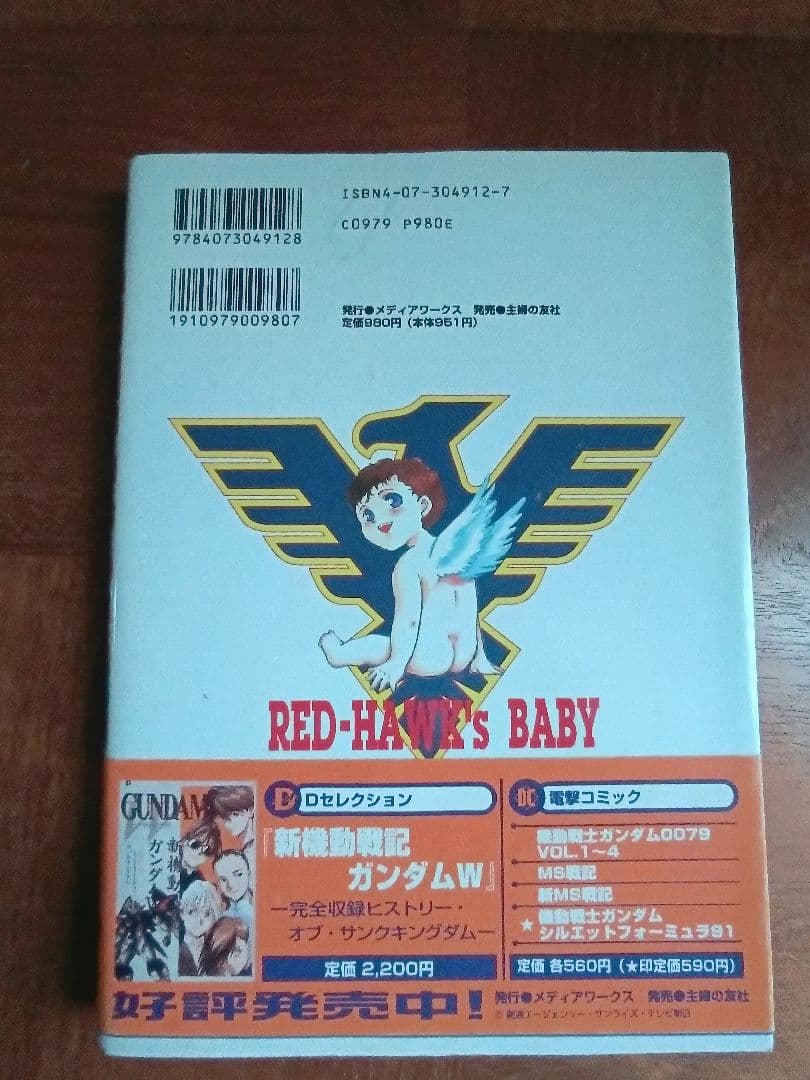 ISBN4-07-304912-7
C0979 P980E
9784073049128
1910979009807
発行●メディアワークス 発売●主婦の友社
定価980円（本体951円）
RED-HAWK's BABY
GUNDAM
新機動戦記
ガンダム
Dセレクション
『新機動戦記
ガンダムW』
―完全収録ヒストリー・
オブ・サンクキングダム―
定価 2,200円
DC 電撃コミック
機動戦士ガンダム0079
VOL.1〜4
MS戦記
新MS戦記
★機動戦士ガンダム
シルエットフォーミュラ91
定価 各560円（★印定価590円）
好評発売中!
発行●メディアワークス 発売●主婦の友社
© 創通エージェンシー・サンライズ・テレビ朝日